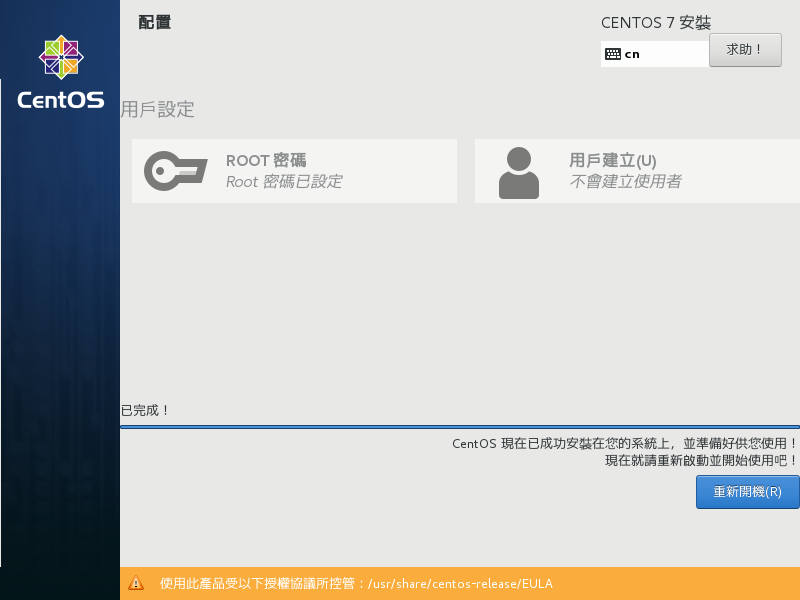 配置
CENTOS 7 安裝
cn
求助！
CentOS
用戶設定
ROOT 密碼
Root 密碼已設定
用戶建立(U)
不會建立使用者
已完成！
CentOS 現在已成功安裝在您的系統上，並準備好供您使用！
現在就請重新啟動並開始使用吧！
重新開機(R)
使用此產品受以下授權協議所控管：/usr/share/centos-release/EULA